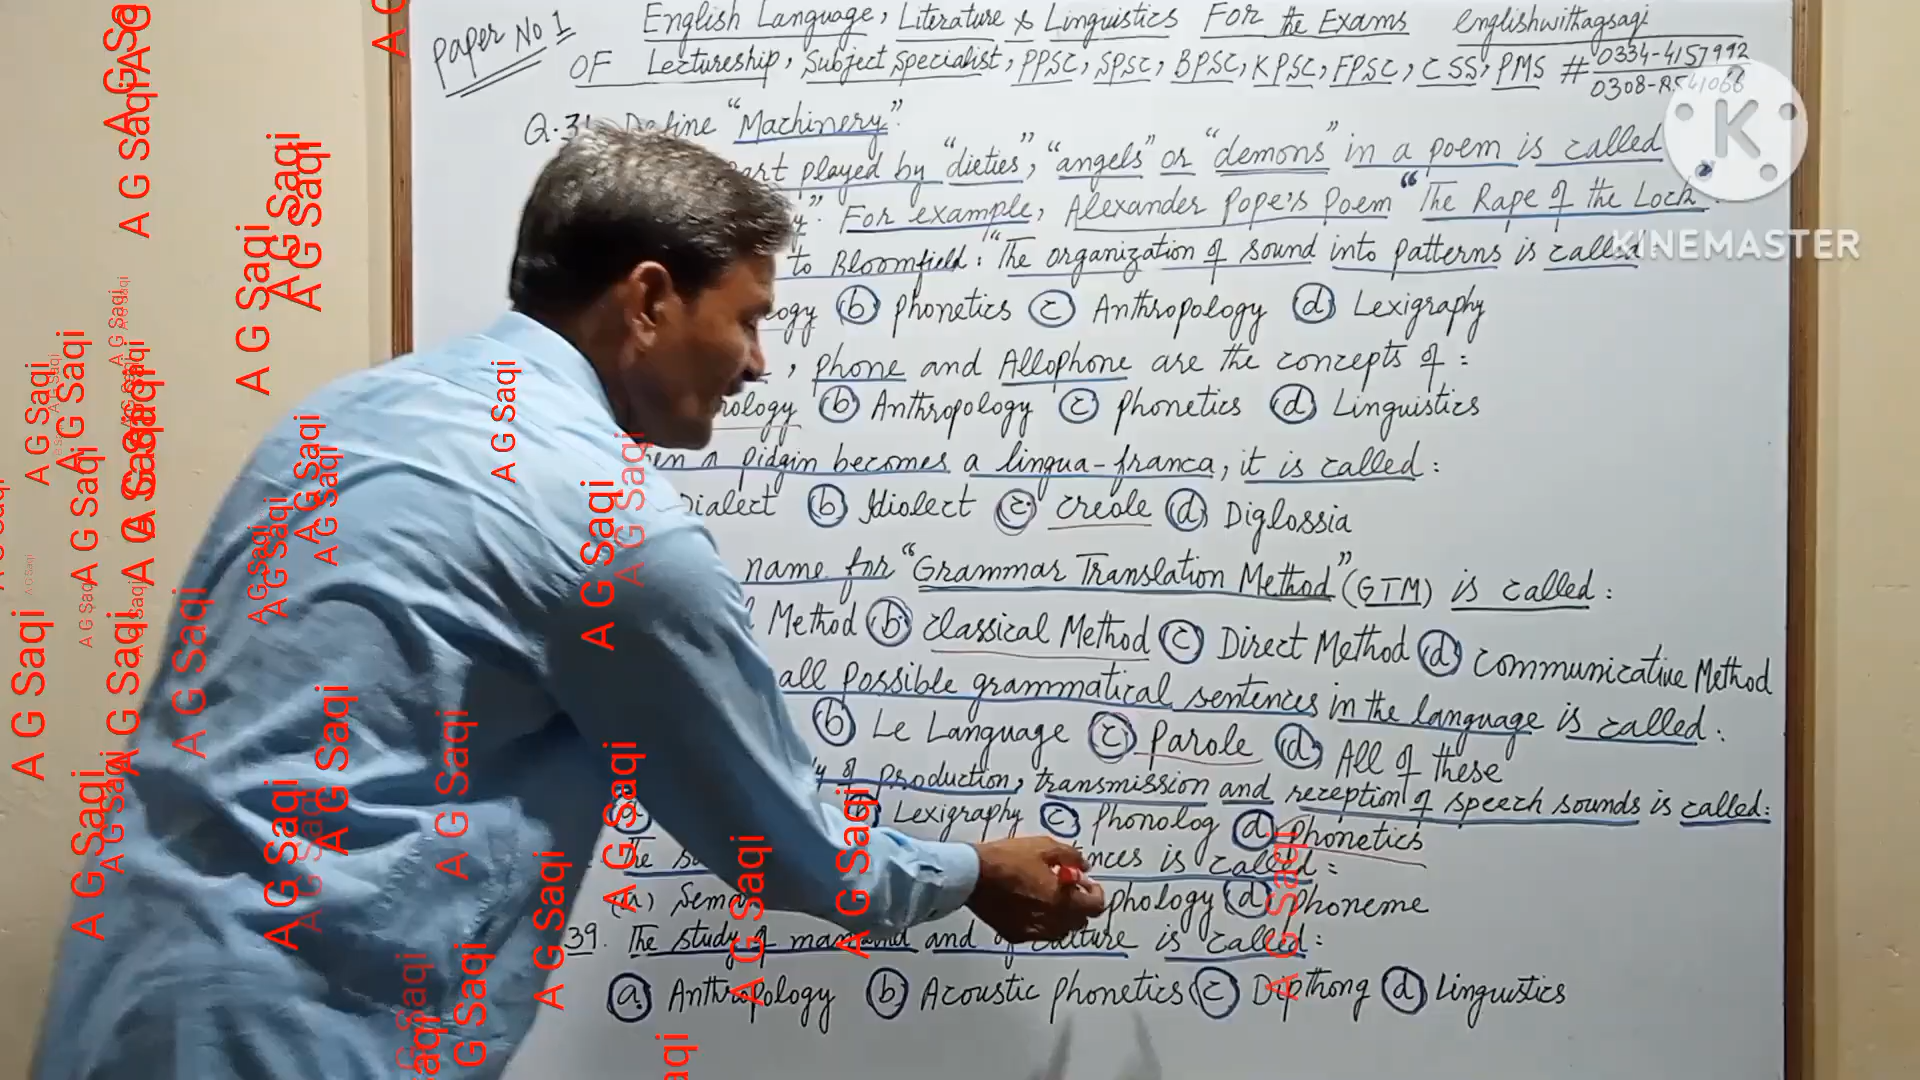 Paper No 1
English Language, Literature & Linguistics For the Exams englishwithagsaqi
OF Lectureship, Subject Specialist, PPSC, SPSC, BPSC, KPSC, FPSC, CSS, PMS # 0334-4157992
Define "Machinery".
played by "dieties", "angels" or "demons" in a poem is called
For example, Alexander Pope's Poem "The Rape of the Lock".
to Bloomfield: "The organization of sound into patterns is called
KINEMASTER
(b) Phonetics (c) Anthropology (d) Lexigraphy
, phone and Allophone are the concepts of :
(b) Anthropology (c) Phonetics (d) Linguistics
a pidgin becomes a lingua-franca, it is called :
(b) Idiolect (c) Creole (d) Diglossia
name for "Grammar Translation Method" (GTM) is called :
Method (b) Classical Method (c) Direct Method (d) Communicative Method
all possible grammatical sentences in the language is called :
(b) Le Language (c) Parole (d) All of these
of production, transmission and reception of speech sounds is called:
(a) (b) Lexigraphy (c) Phonolog (d) Phonetics
The is called :
(a) (d) Phoneme
39. The study of mankind and of culture is called :
(a) Anthropology (b) Acoustic Phonetics (c) Dipthong (d) Linguistics
A G Saqi